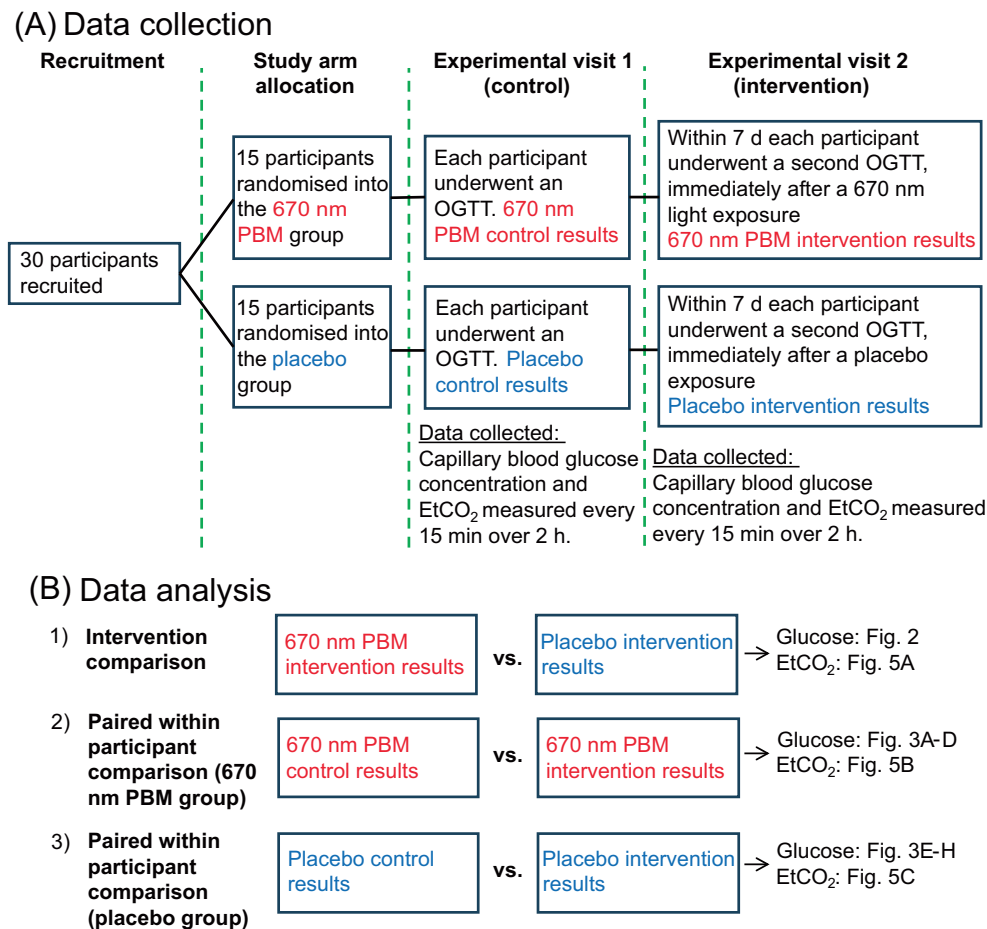 (A) Data collection
Recruitment
Study arm
allocation
Experimental visit 1
(control)
Experimental visit 2
(intervention)
30 participants
recruited
15 participants
randomised into
the 670 nm
PBM group
Each participant
underwent an
OGTT. 670 nm
PBM control results
Within 7 d each participant
underwent a second OGTT,
immediately after a 670 nm
light exposure
670 nm PBM intervention results
15 participants
randomised into
the placebo
group
Each participant
underwent an
OGTT. Placebo
control results
Within 7 d each participant
underwent a second OGTT,
immediately after a placebo
exposure
Placebo intervention results
Data collected:
Capillary blood glucose
concentration and
EtCO₂ measured every
15 min over 2 h.
Data collected:
Capillary blood glucose
concentration and EtCO₂ measured
every 15 min over 2 h.
(B) Data analysis
1) Intervention
comparison
670 nm PBM
intervention results
vs.
Placebo intervention
results
Glucose: Fig. 2
EtCO₂: Fig. 5A
2) Paired within
participant
comparison (670
nm PBM group)
670 nm PBM
control results
vs.
670 nm PBM
intervention results
Glucose: Fig. 3A-D
EtCO₂: Fig. 5B
3) Paired within
participant
comparison
(placebo group)
Placebo control
results
vs.
Placebo intervention
results
Glucose: Fig. 3E-H
EtCO₂: Fig. 5C